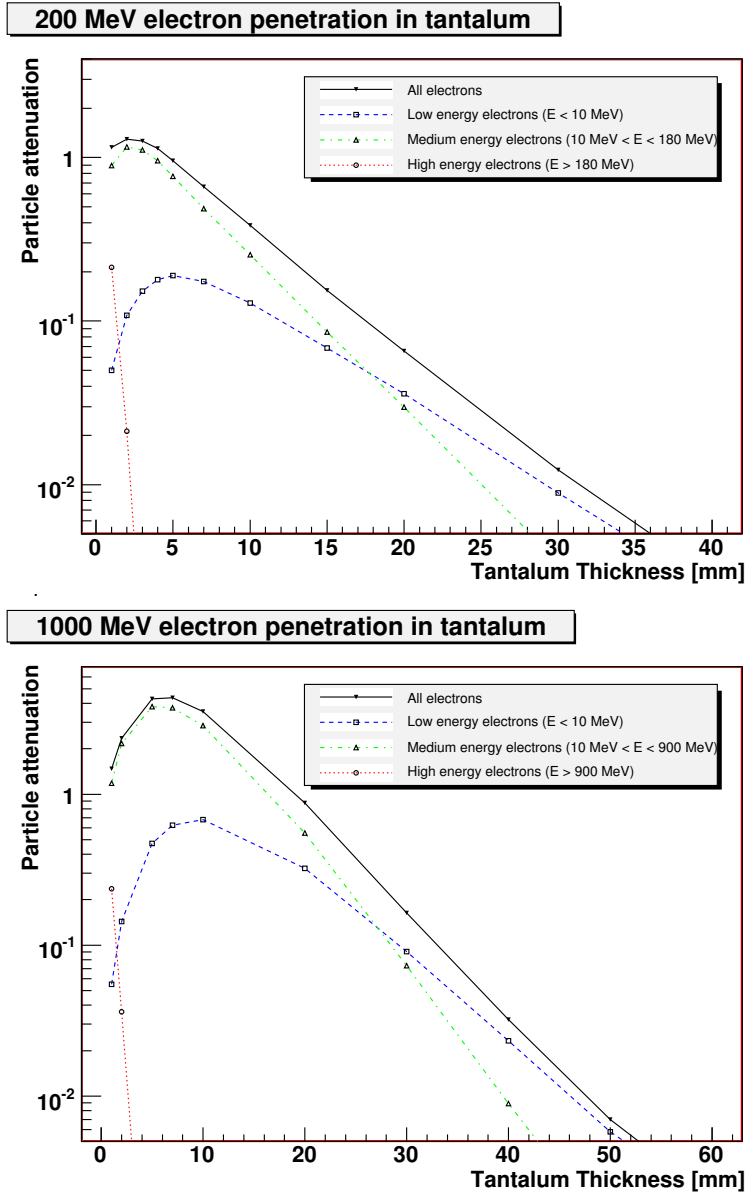 200 MeV electron penetration in tantalum
All electrons
Low energy electrons (E < 10 MeV)
Medium energy electrons (10 MeV < E < 180 MeV)
High energy electrons (E > 180 MeV)
Particle attenuation
1
10-1
10-2
0 5 10 15 20 25 30 35 40
Tantalum Thickness [mm]
1000 MeV electron penetration in tantalum
All electrons
Low energy electrons (E < 10 MeV)
Medium energy electrons (10 MeV < E < 900 MeV)
High energy electrons (E > 900 MeV)
Particle attenuation
1
10-1
10-2
0 10 20 30 40 50 60
Tantalum Thickness [mm]